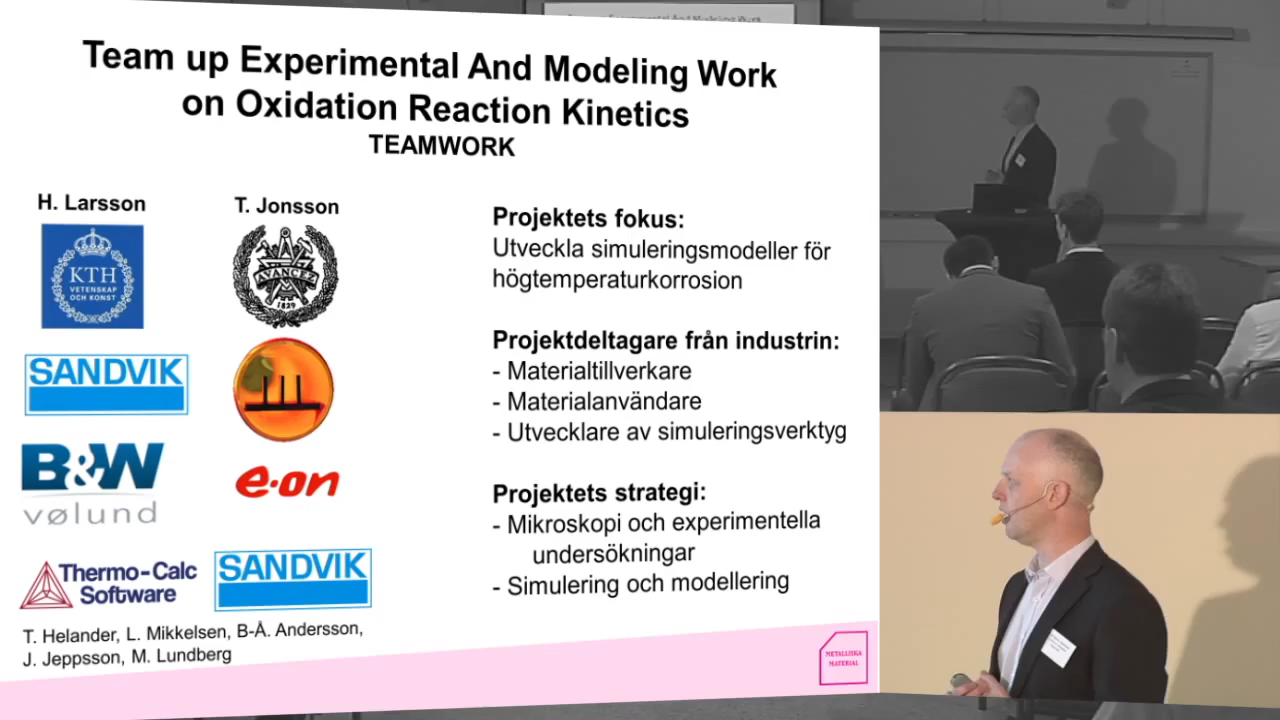 Team up Experimental And Modeling Work
on Oxidation Reaction Kinetics
TEAMWORK
H. Larsson
T. Jonsson
KTH
VETENSKAP
OCH KONST
AVANCEZ
1829
SANDVIK
B&W
vølund
e·on
Thermo-Calc
Software
SANDVIK
T. Helander, L. Mikkelsen, B-Å. Andersson,
J. Jeppsson, M. Lundberg
Projektets fokus:
Utveckla simuleringsmodeller för
högtemperaturkorrosion
Projektdeltagare från industrin:
- Materialtillverkare
- Materialanvändare
- Utvecklare av simuleringsverktyg
Projektets strategi:
- Mikroskopi och experimentella
undersökningar
- Simulering och modellering
METALLISKA
MATERIAL